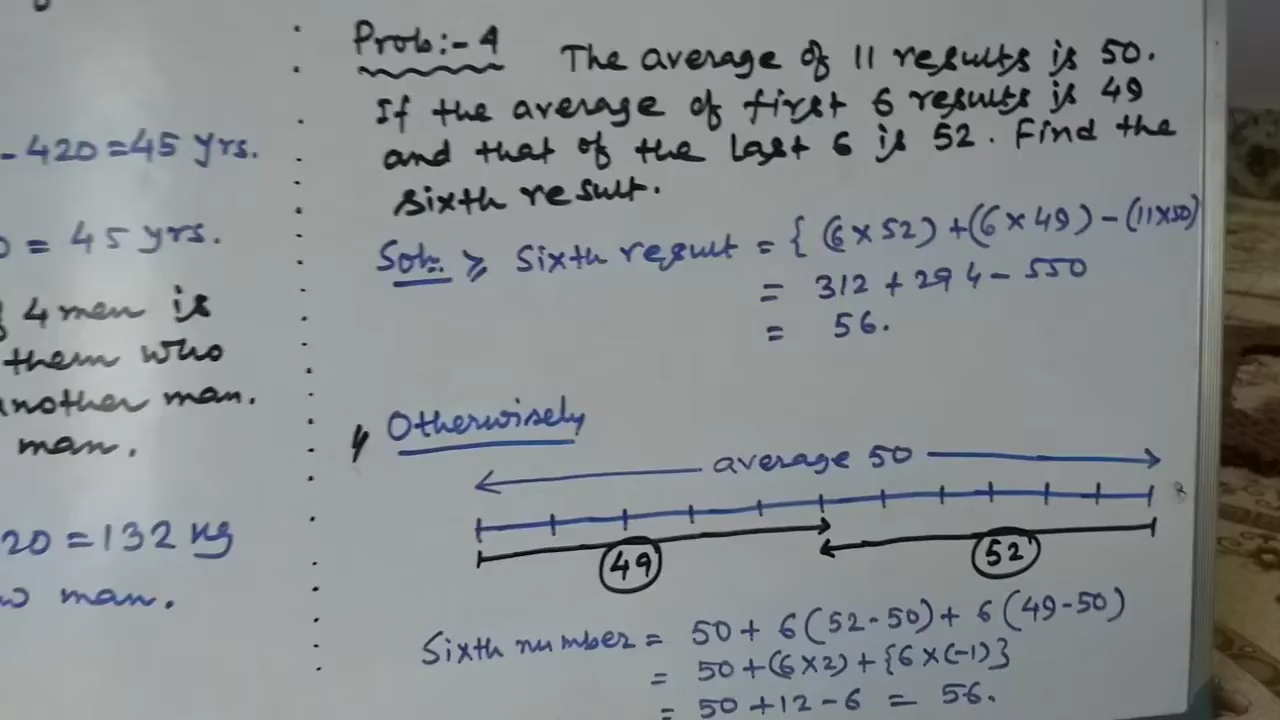 - 420 = 45 yrs.
0 = 45 yrs.
4 men is
them who
another man.
man.
20 = 132 kg
man.
Prob:- 4 The average of 11 results is 50.
If the average of first 6 results is 49
and that of the last 6 is 52. Find the
sixth result.
Soln. ⇒ Sixth result = { (6 × 52) + (6 × 49) - (11 × 50)
= 312 + 294 - 550
= 56.
Otherwisely
average 50
49 52
Sixth number = 50 + 6 (52 - 50) + 6 (49 - 50)
= 50 + (6 × 2) + {6 × (-1)}
= 50 + 12 - 6 = 56.